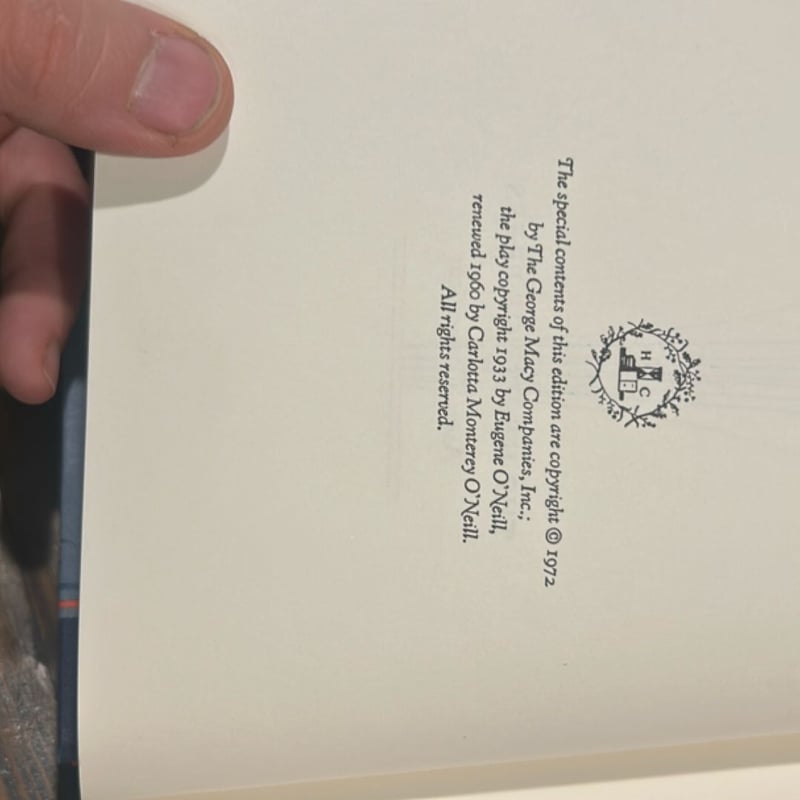 H C
The special contents of this edition are copyright © 1972
by The George Macy Companies, Inc.;
the play copyright 1933 by Eugene O'Neill,
renewed 1960 by Carlotta Monterey O'Neill.
All rights reserved.